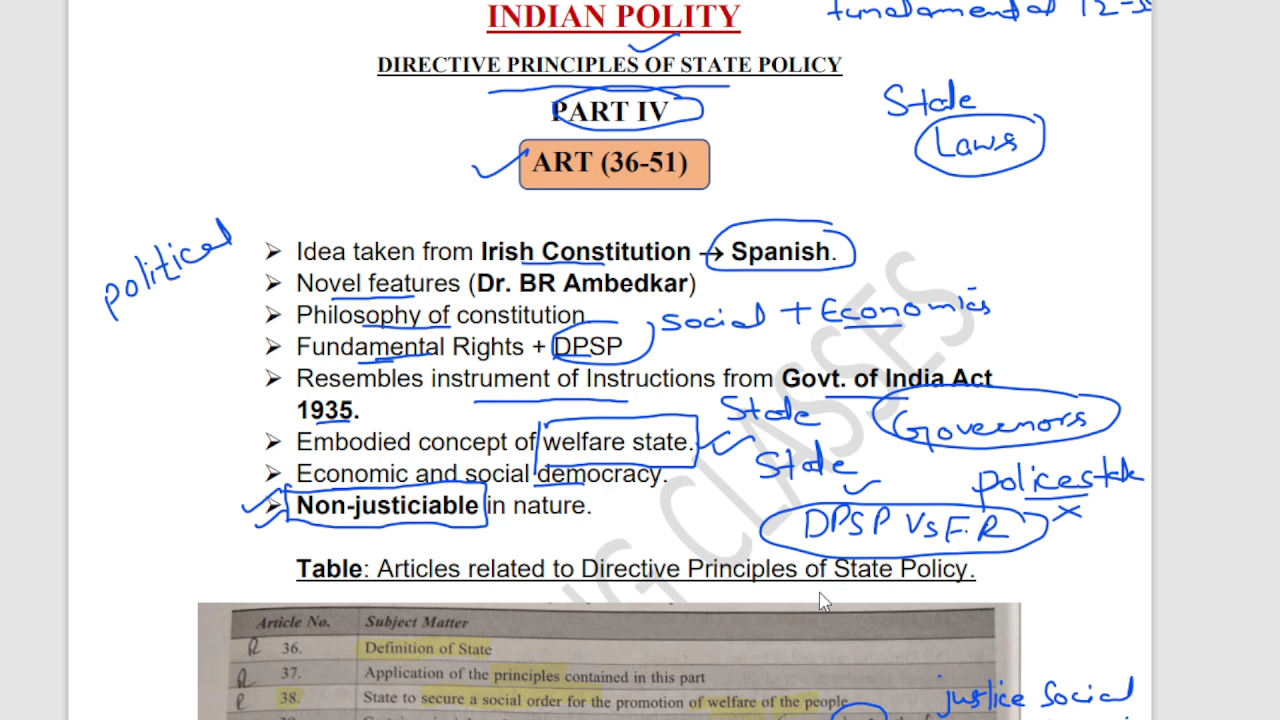 INDIAN POLITY
fundamental 12-3
DIRECTIVE PRINCIPLES OF STATE POLICY
PART IV
State
Laws
ART (36-51)
political
➢ Idea taken from Irish Constitution → Spanish.
➢ Novel features (Dr. BR Ambedkar)
➢ Philosophy of constitution
Social + Economics
➢ Fundamental Rights + DPSP
➢ Resembles instrument of Instructions from Govt. of India Act
1935.
State
Governors
➢ Embodied concept of welfare state.
State
➢ Economic and social democracy.
police state
➢ Non-justiciable in nature.
DPSP Vs F.R
Table: Articles related to Directive Principles of State Policy.
NG CLASSES
Article No. Subject Matter
R 36. Definition of State
R 37. Application of the principles contained in this part
R 38. State to secure a social order for the promotion of welfare of the people
justice Social